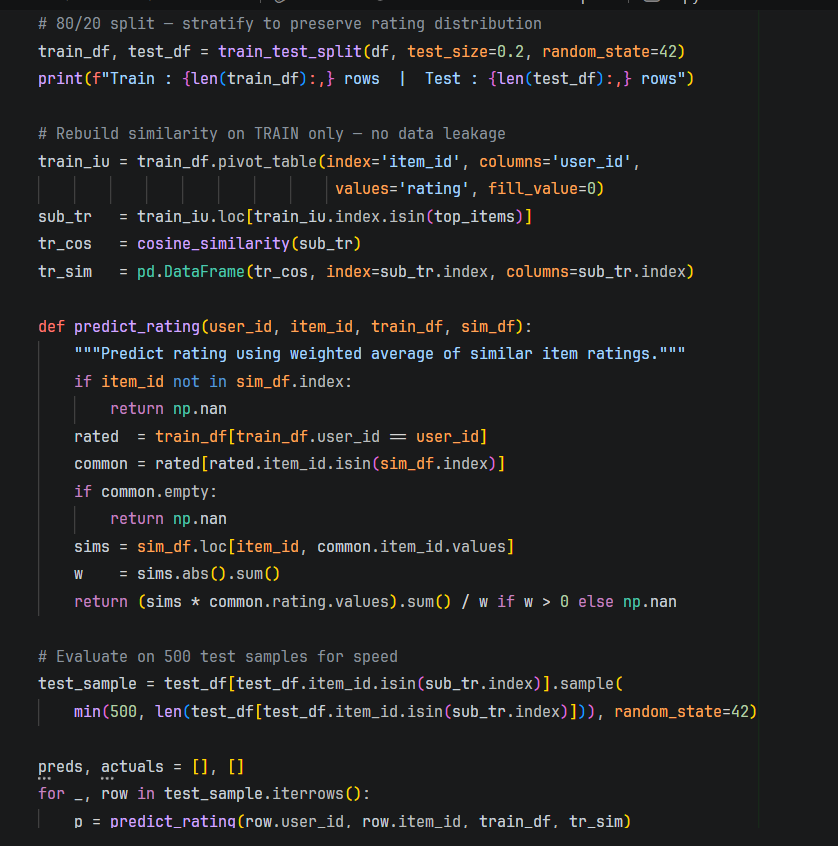 # 80/20 split — stratify to preserve rating distribution
train_df, test_df = train_test_split(df, test_size=0.2, random_state=42)
print(f"Train : {len(train_df):,} rows  |  Test : {len(test_df):,} rows")

# Rebuild similarity on TRAIN only — no data leakage
train_iu = train_df.pivot_table(index='item_id', columns='user_id',
                                 values='rating', fill_value=0)
sub_tr   = train_iu.loc[train_iu.index.isin(top_items)]
tr_cos   = cosine_similarity(sub_tr)
tr_sim   = pd.DataFrame(tr_cos, index=sub_tr.index, columns=sub_tr.index)

def predict_rating(user_id, item_id, train_df, sim_df):
    """Predict rating using weighted average of similar item ratings."""
    if item_id not in sim_df.index:
        return np.nan
    rated  = train_df[train_df.user_id == user_id]
    common = rated[rated.item_id.isin(sim_df.index)]
    if common.empty:
        return np.nan
    sims = sim_df.loc[item_id, common.item_id.values]
    w    = sims.abs().sum()
    return (sims * common.rating.values).sum() / w if w > 0 else np.nan

# Evaluate on 500 test samples for speed
test_sample = test_df[test_df.item_id.isin(sub_tr.index)].sample(
    min(500, len(test_df[test_df.item_id.isin(sub_tr.index)])), random_state=42)

preds, actuals = [], []
for _, row in test_sample.iterrows():
    p = predict_rating(row.user_id, row.item_id, train_df, tr_sim)